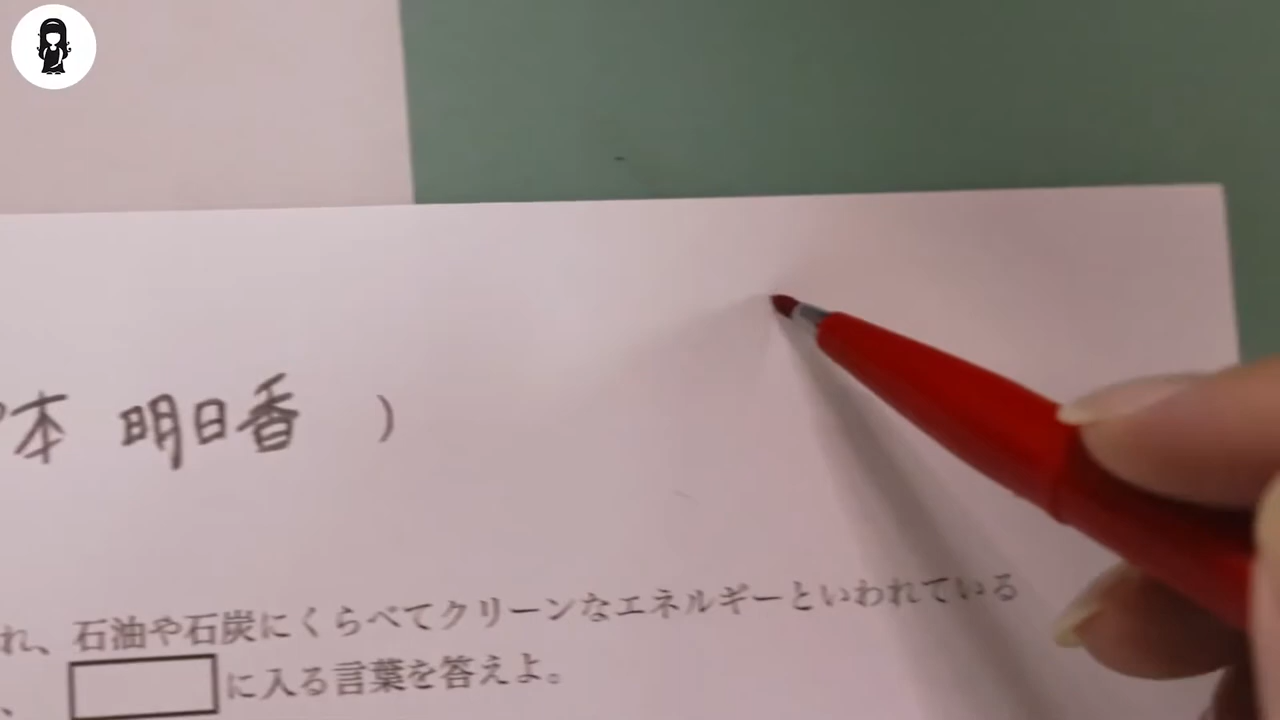 本 明日香 )
れ、石油や石炭にくらべてクリーンなエネルギーといわれている
、 に入る言葉を答えよ。